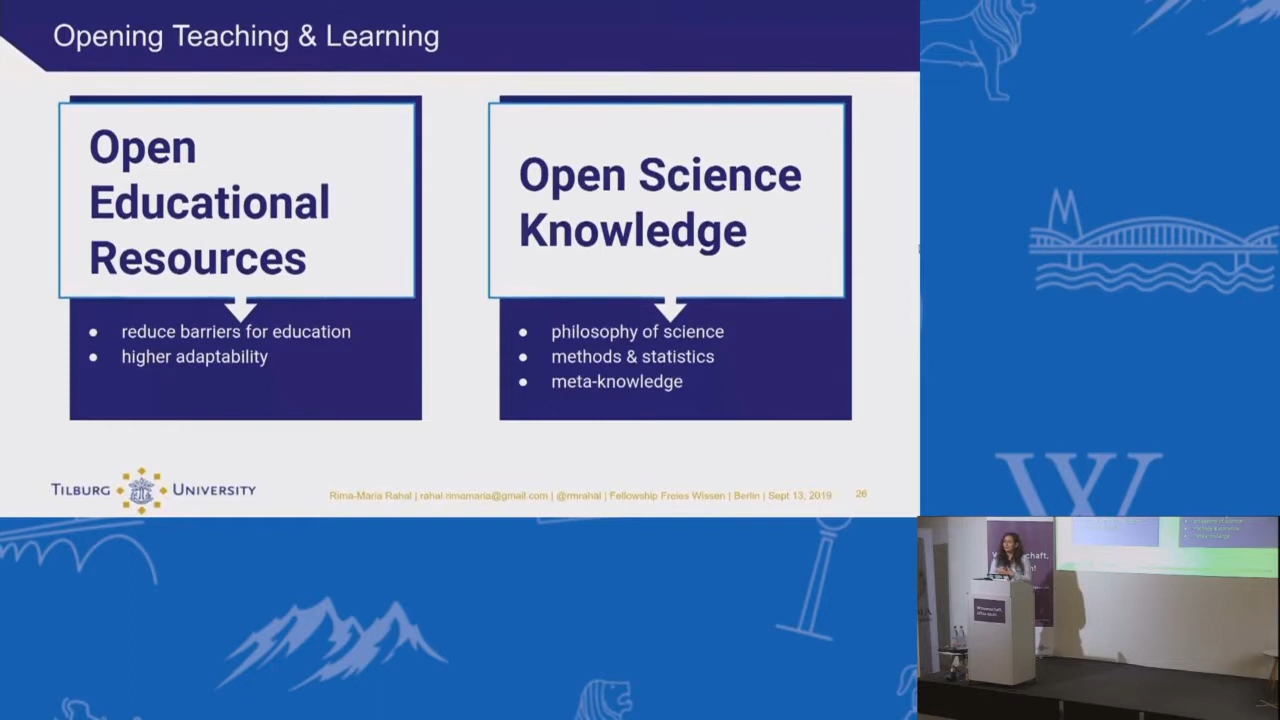 Opening Teaching & Learning
Open
Educational
Resources
● reduce barriers for education
● higher adaptability
Open Science
Knowledge
● philosophy of science
● methods & statistics
● meta-knowledge
TILBURG UNIVERSITY
Rima-Maria Rahal | rahal.rimamaria@gmail.com | @rmrahal | Fellowship Freies Wissen | Berlin | Sept 13, 2019
26
W